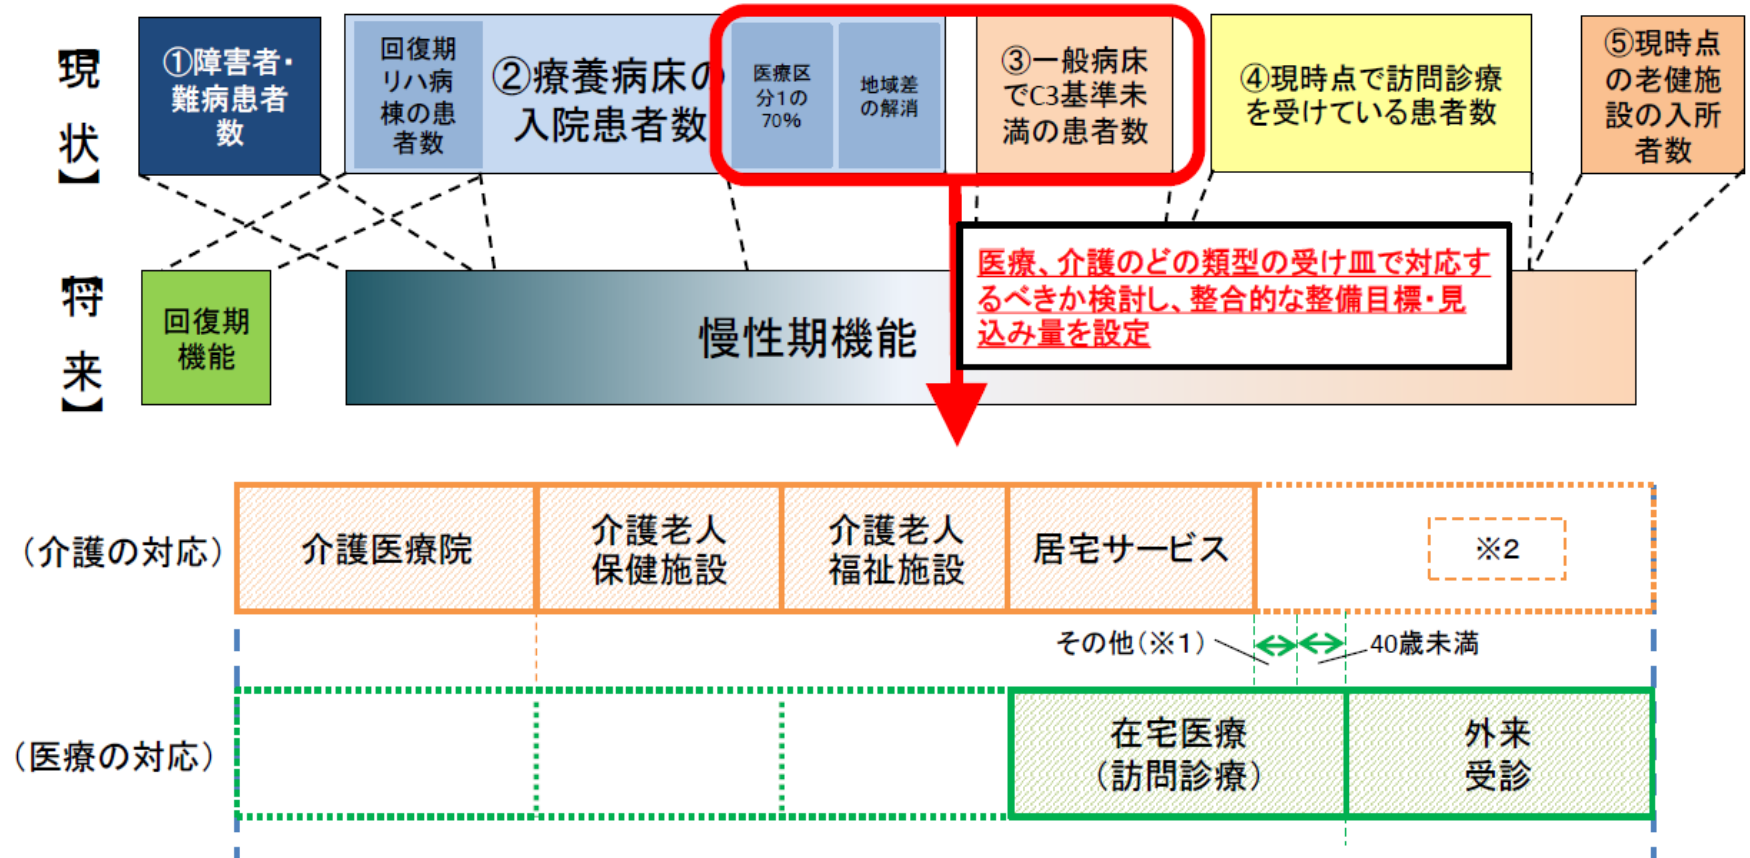 【現状】
①障害者・
難病患者
数
回復期
リハ病
棟の患
者数
②療養病床の
入院患者数
医療区
分1の
70%
地域差
の解消
③一般病床
でC3基準未
満の患者数
④現時点で訪問診療
を受けている患者数
⑤現時点
の老健施
設の入所
者数
【将来】
回復期
機能
慢性期機能
医療、介護のどの類型の受け皿で対応す
るべきか検討し、整合的な整備目標・見
込み量を設定
（介護の対応）
介護医療院
介護老人
保健施設
介護老人
福祉施設
居宅サービス
※2
その他（※1）
40歳未満
（医療の対応）
在宅医療
（訪問診療）
外来
受診